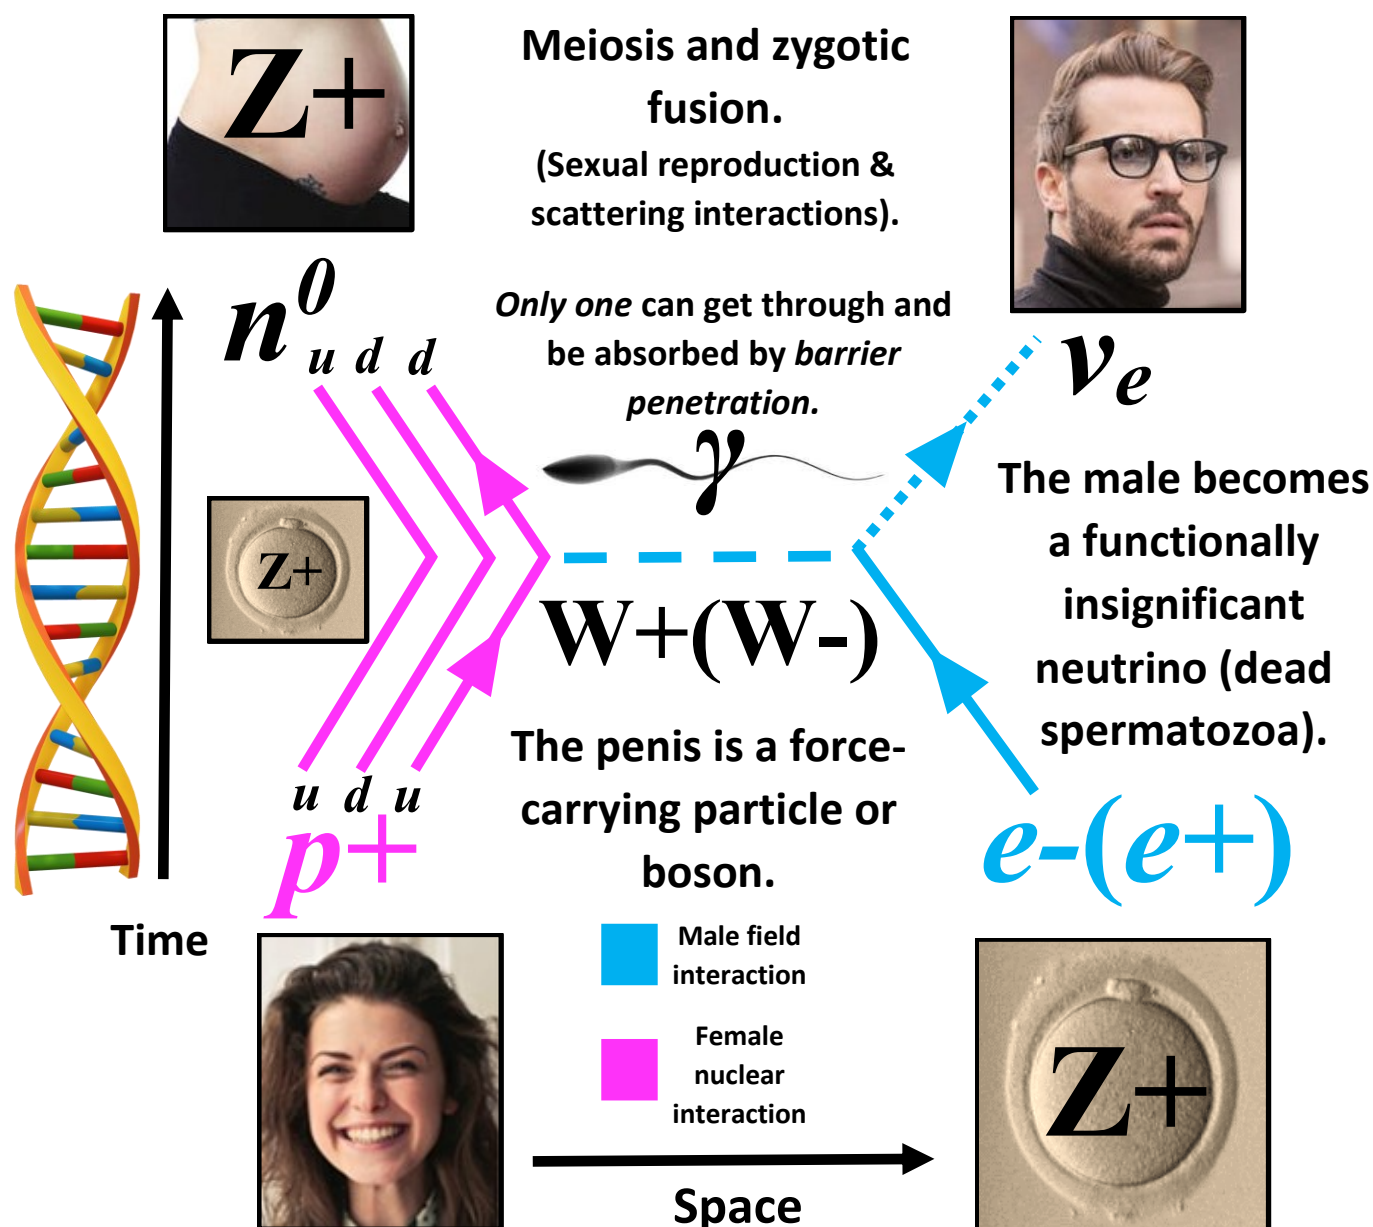 Z+
Meiosis and zygotic
fusion.
(Sexual reproduction &
scattering interactions).
n⁰
u d d
Only one can get through and
be absorbed by barrier
penetration.
νₑ
γ
The male becomes
a functionally
insignificant
neutrino (dead
spermatozoa).
Z+
W+(W-)
The penis is a force-
carrying particle or
boson.
u d u
p+
e-(e+)
Time
Male field
interaction
Female
nuclear
interaction
Z+
Space